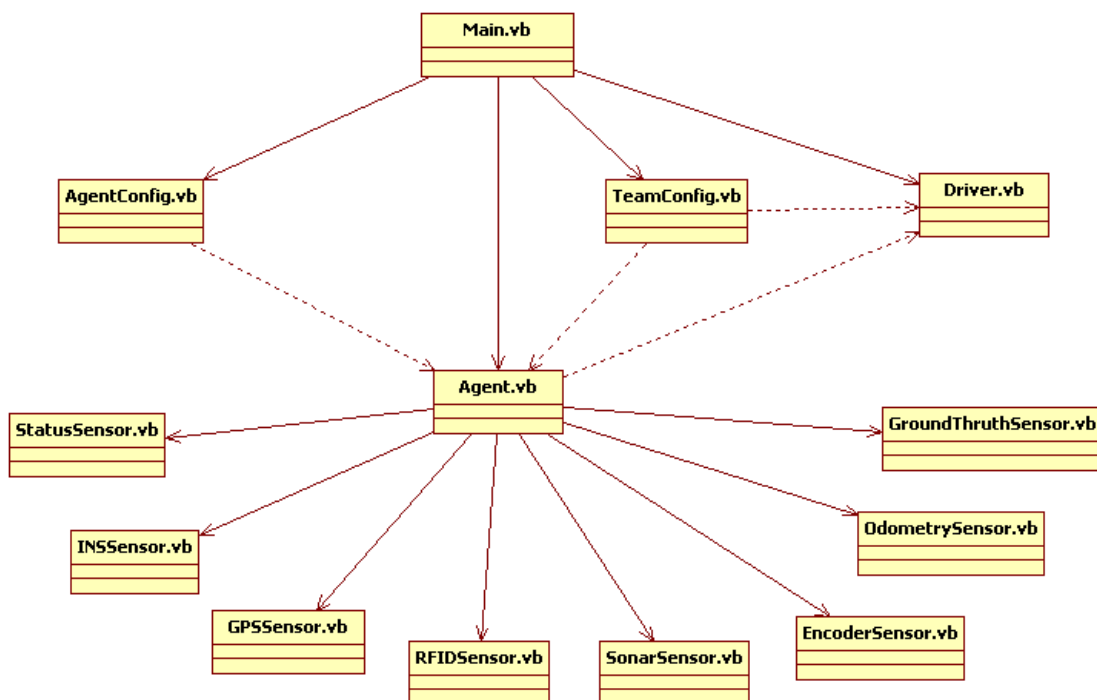 Main.vb
AgentConfig.vb
TeamConfig.vb
Driver.vb
Agent.vb
StatusSensor.vb
GroundThruthSensor.vb
INSSensor.vb
OdometrySensor.vb
GPSSensor.vb
RFIDSensor.vb
SonarSensor.vb
EncoderSensor.vb